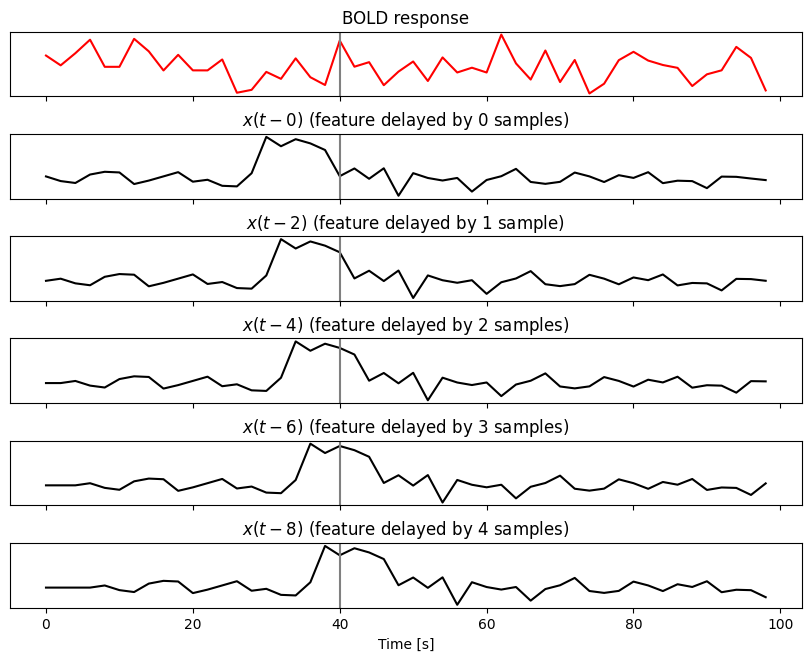 BOLD response
x(t − 0) (feature delayed by 0 samples)
x(t − 2) (feature delayed by 1 sample)
x(t − 4) (feature delayed by 2 samples)
x(t − 6) (feature delayed by 3 samples)
x(t − 8) (feature delayed by 4 samples)
0 20 40 60 80 100
Time [s]